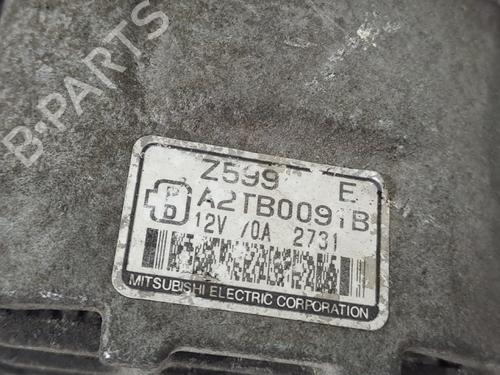 B-PARTS
Z599 E
P
D
A2TB0091B
12V 70A 2731
MITSUBISHI ELECTRIC CORPORATION